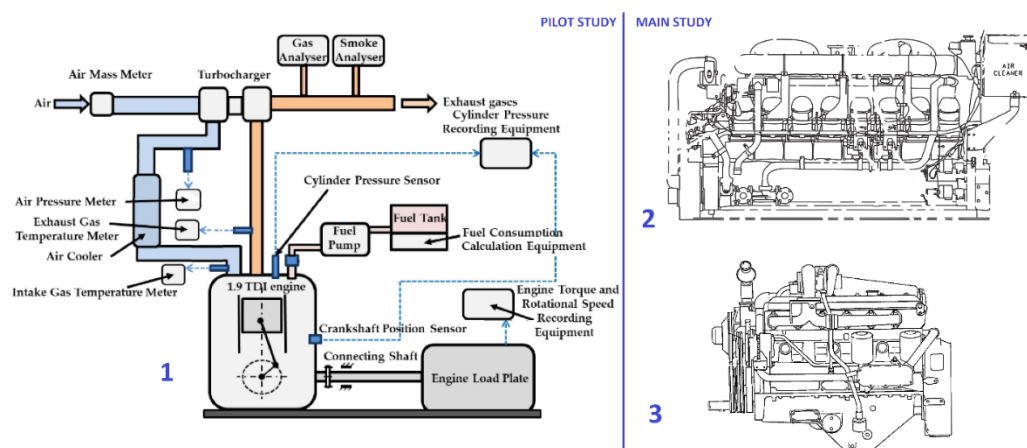 PILOT STUDY
MAIN STUDY
Gas
Analyser
Smoke
Analyser
Air Mass Meter
Turbocharger
Air
Exhaust gases
Cylinder Pressure
Recording Equipment
Cylinder Pressure Sensor
Air Pressure Meter
Exhaust Gas
Temperature Meter
Air Cooler
Intake Gas Temperature Meter
Fuel Tank
Fuel
Pump
Fuel Consumption
Calculation Equipment
1.9 TDI engine
Engine Torque and
Rotational Speed
Recording
Equipment
Crankshaft Position Sensor
Connecting Shaft
Engine Load Plate
1
AIR
CLEANER
2
3